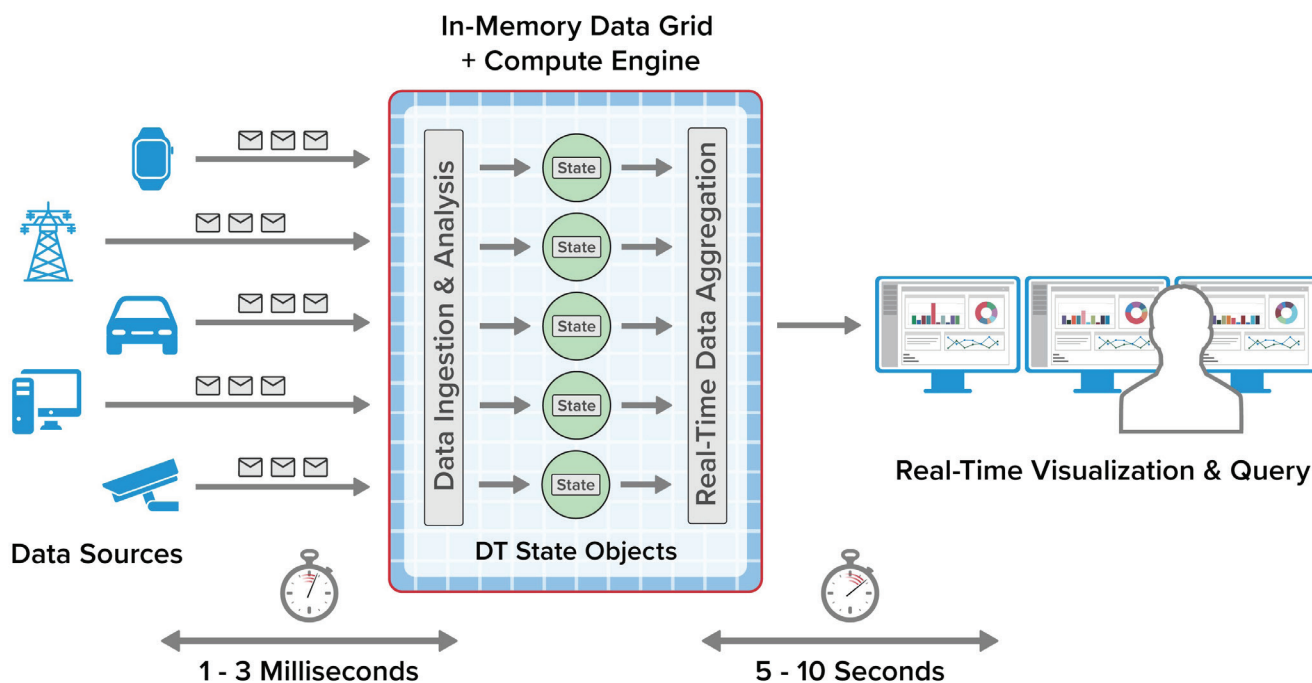 In-Memory Data Grid
+ Compute Engine
Data Ingestion & Analysis
State
State
State
State
State
Real-Time Data Aggregation
DT State Objects
Data Sources
Real-Time Visualization & Query
1 - 3 Milliseconds
5 - 10 Seconds